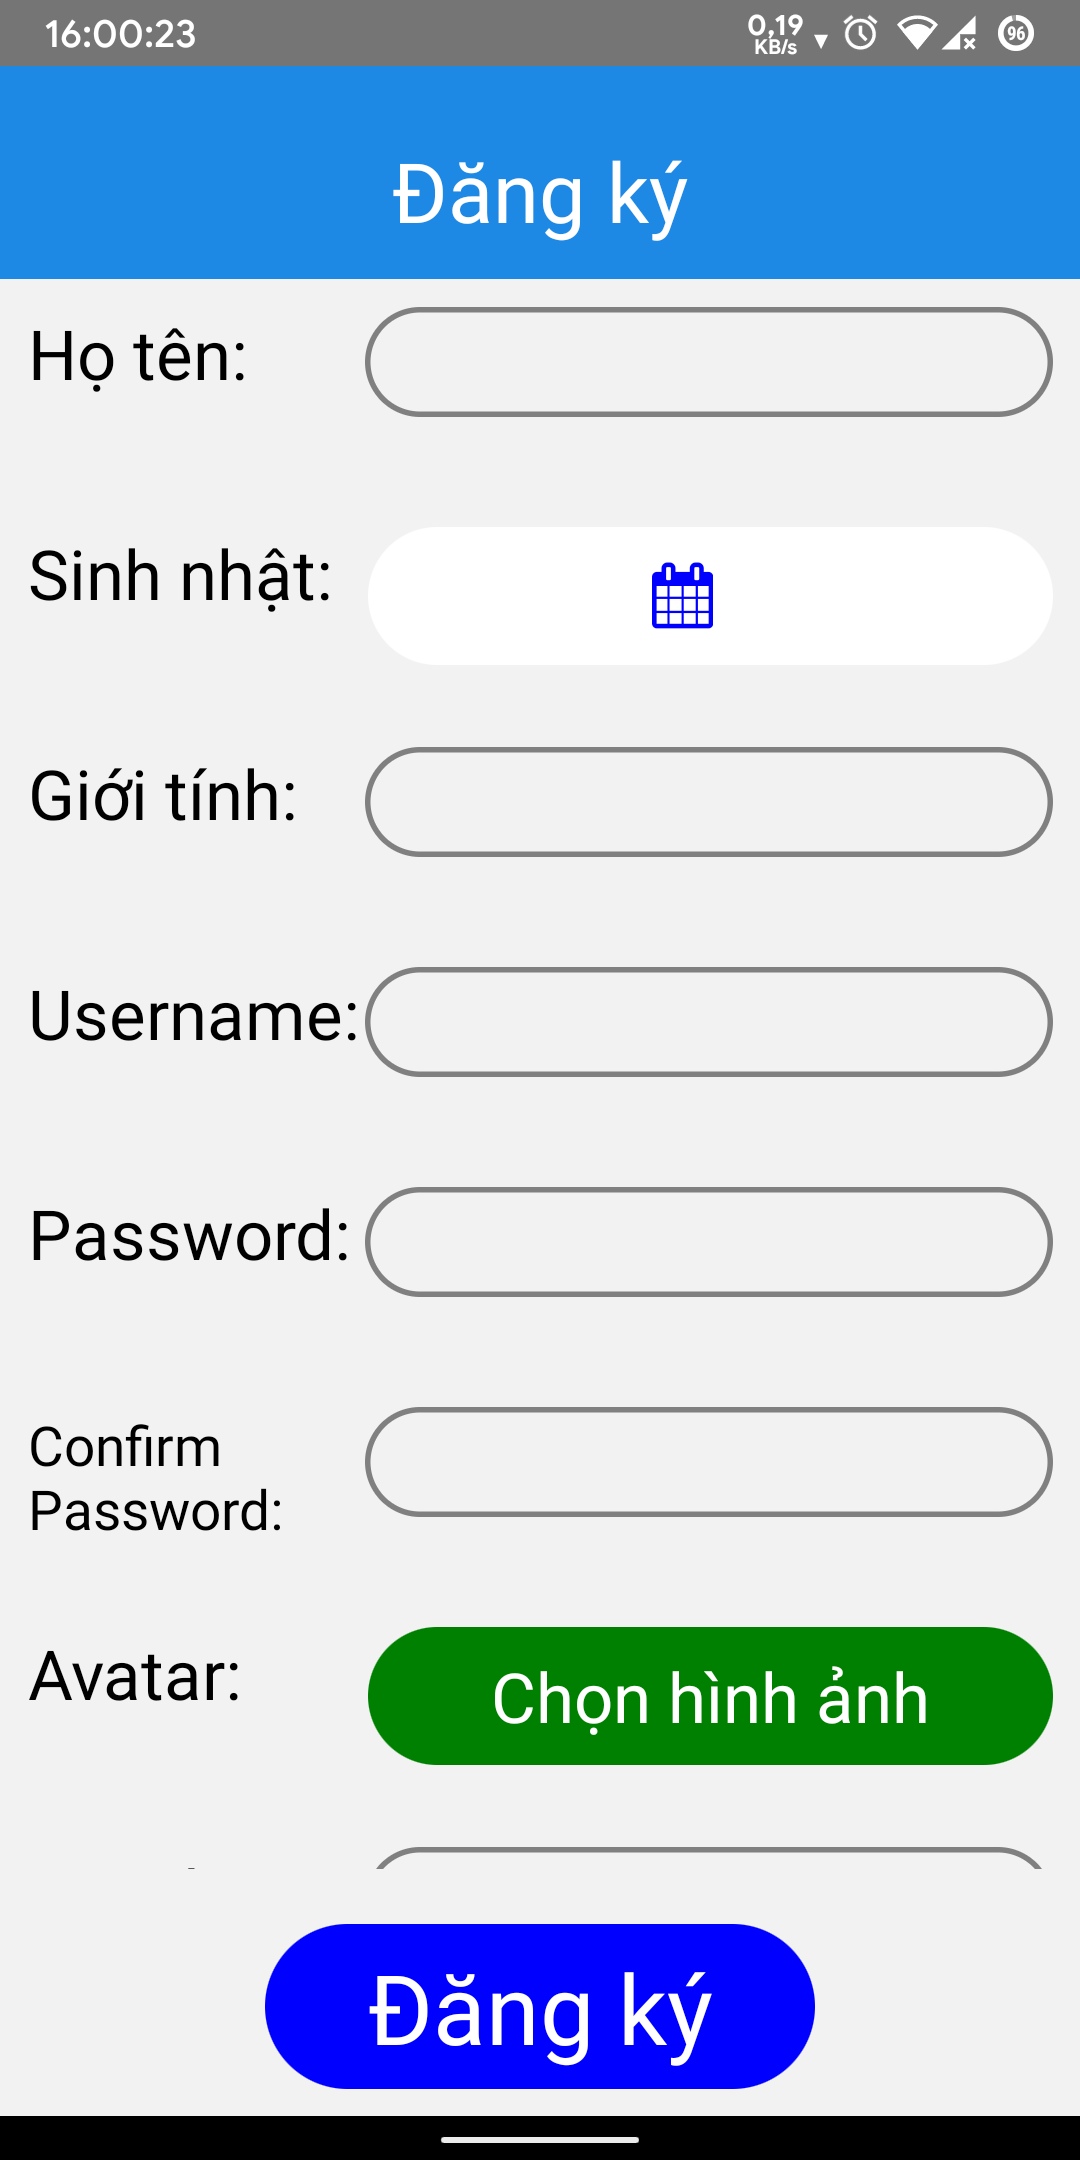 16:00:23
0,19
KB/s
96
Đăng ký
Họ tên:
Sinh nhật:
Giới tính:
Username:
Password:
Confirm
Password:
Avatar:
Chọn hình ảnh
Đăng ký